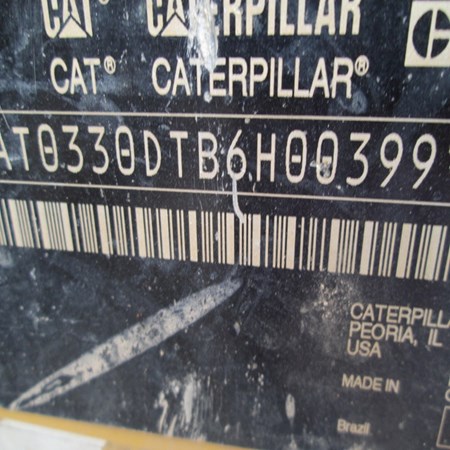 CAT CATERPILLAR
CAT® CATERPILLAR®
AT0330DTB6H00399
CATERPILLA
PEORIA, IL
USA
MADE IN
Brazil